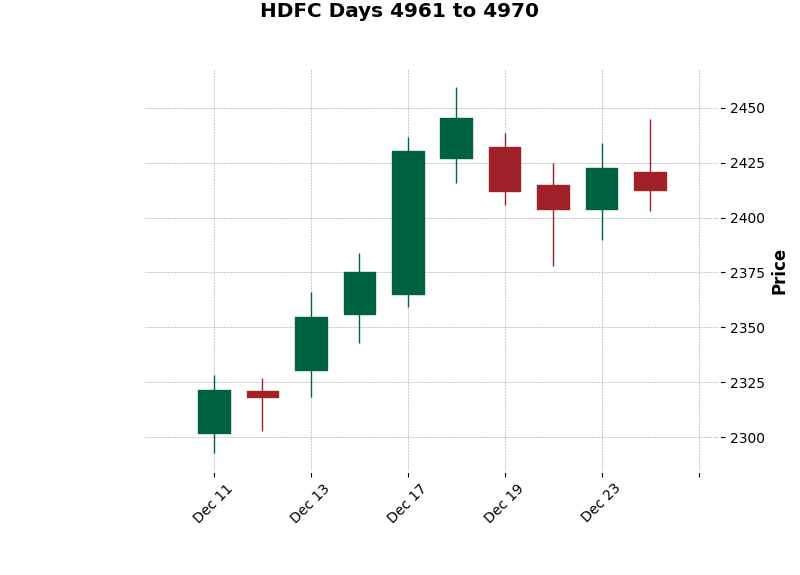 HDFC Days 4961 to 4970
2450
2425
2400
2375
2350
2325
2300
Price
Dec 11
Dec 13
Dec 17
Dec 19
Dec 23